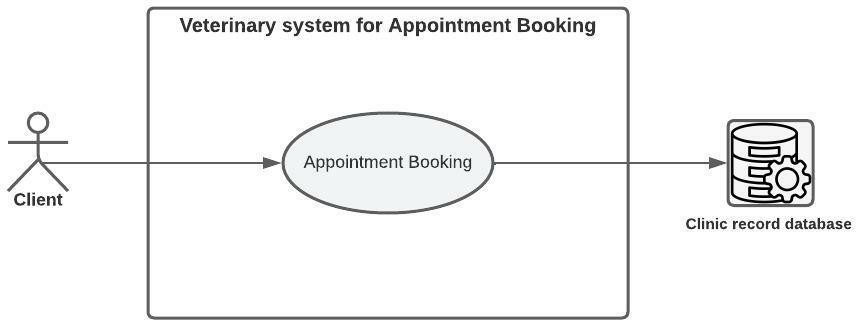 Veterinary system for Appointment Booking
Appointment Booking
Client
Clinic record database